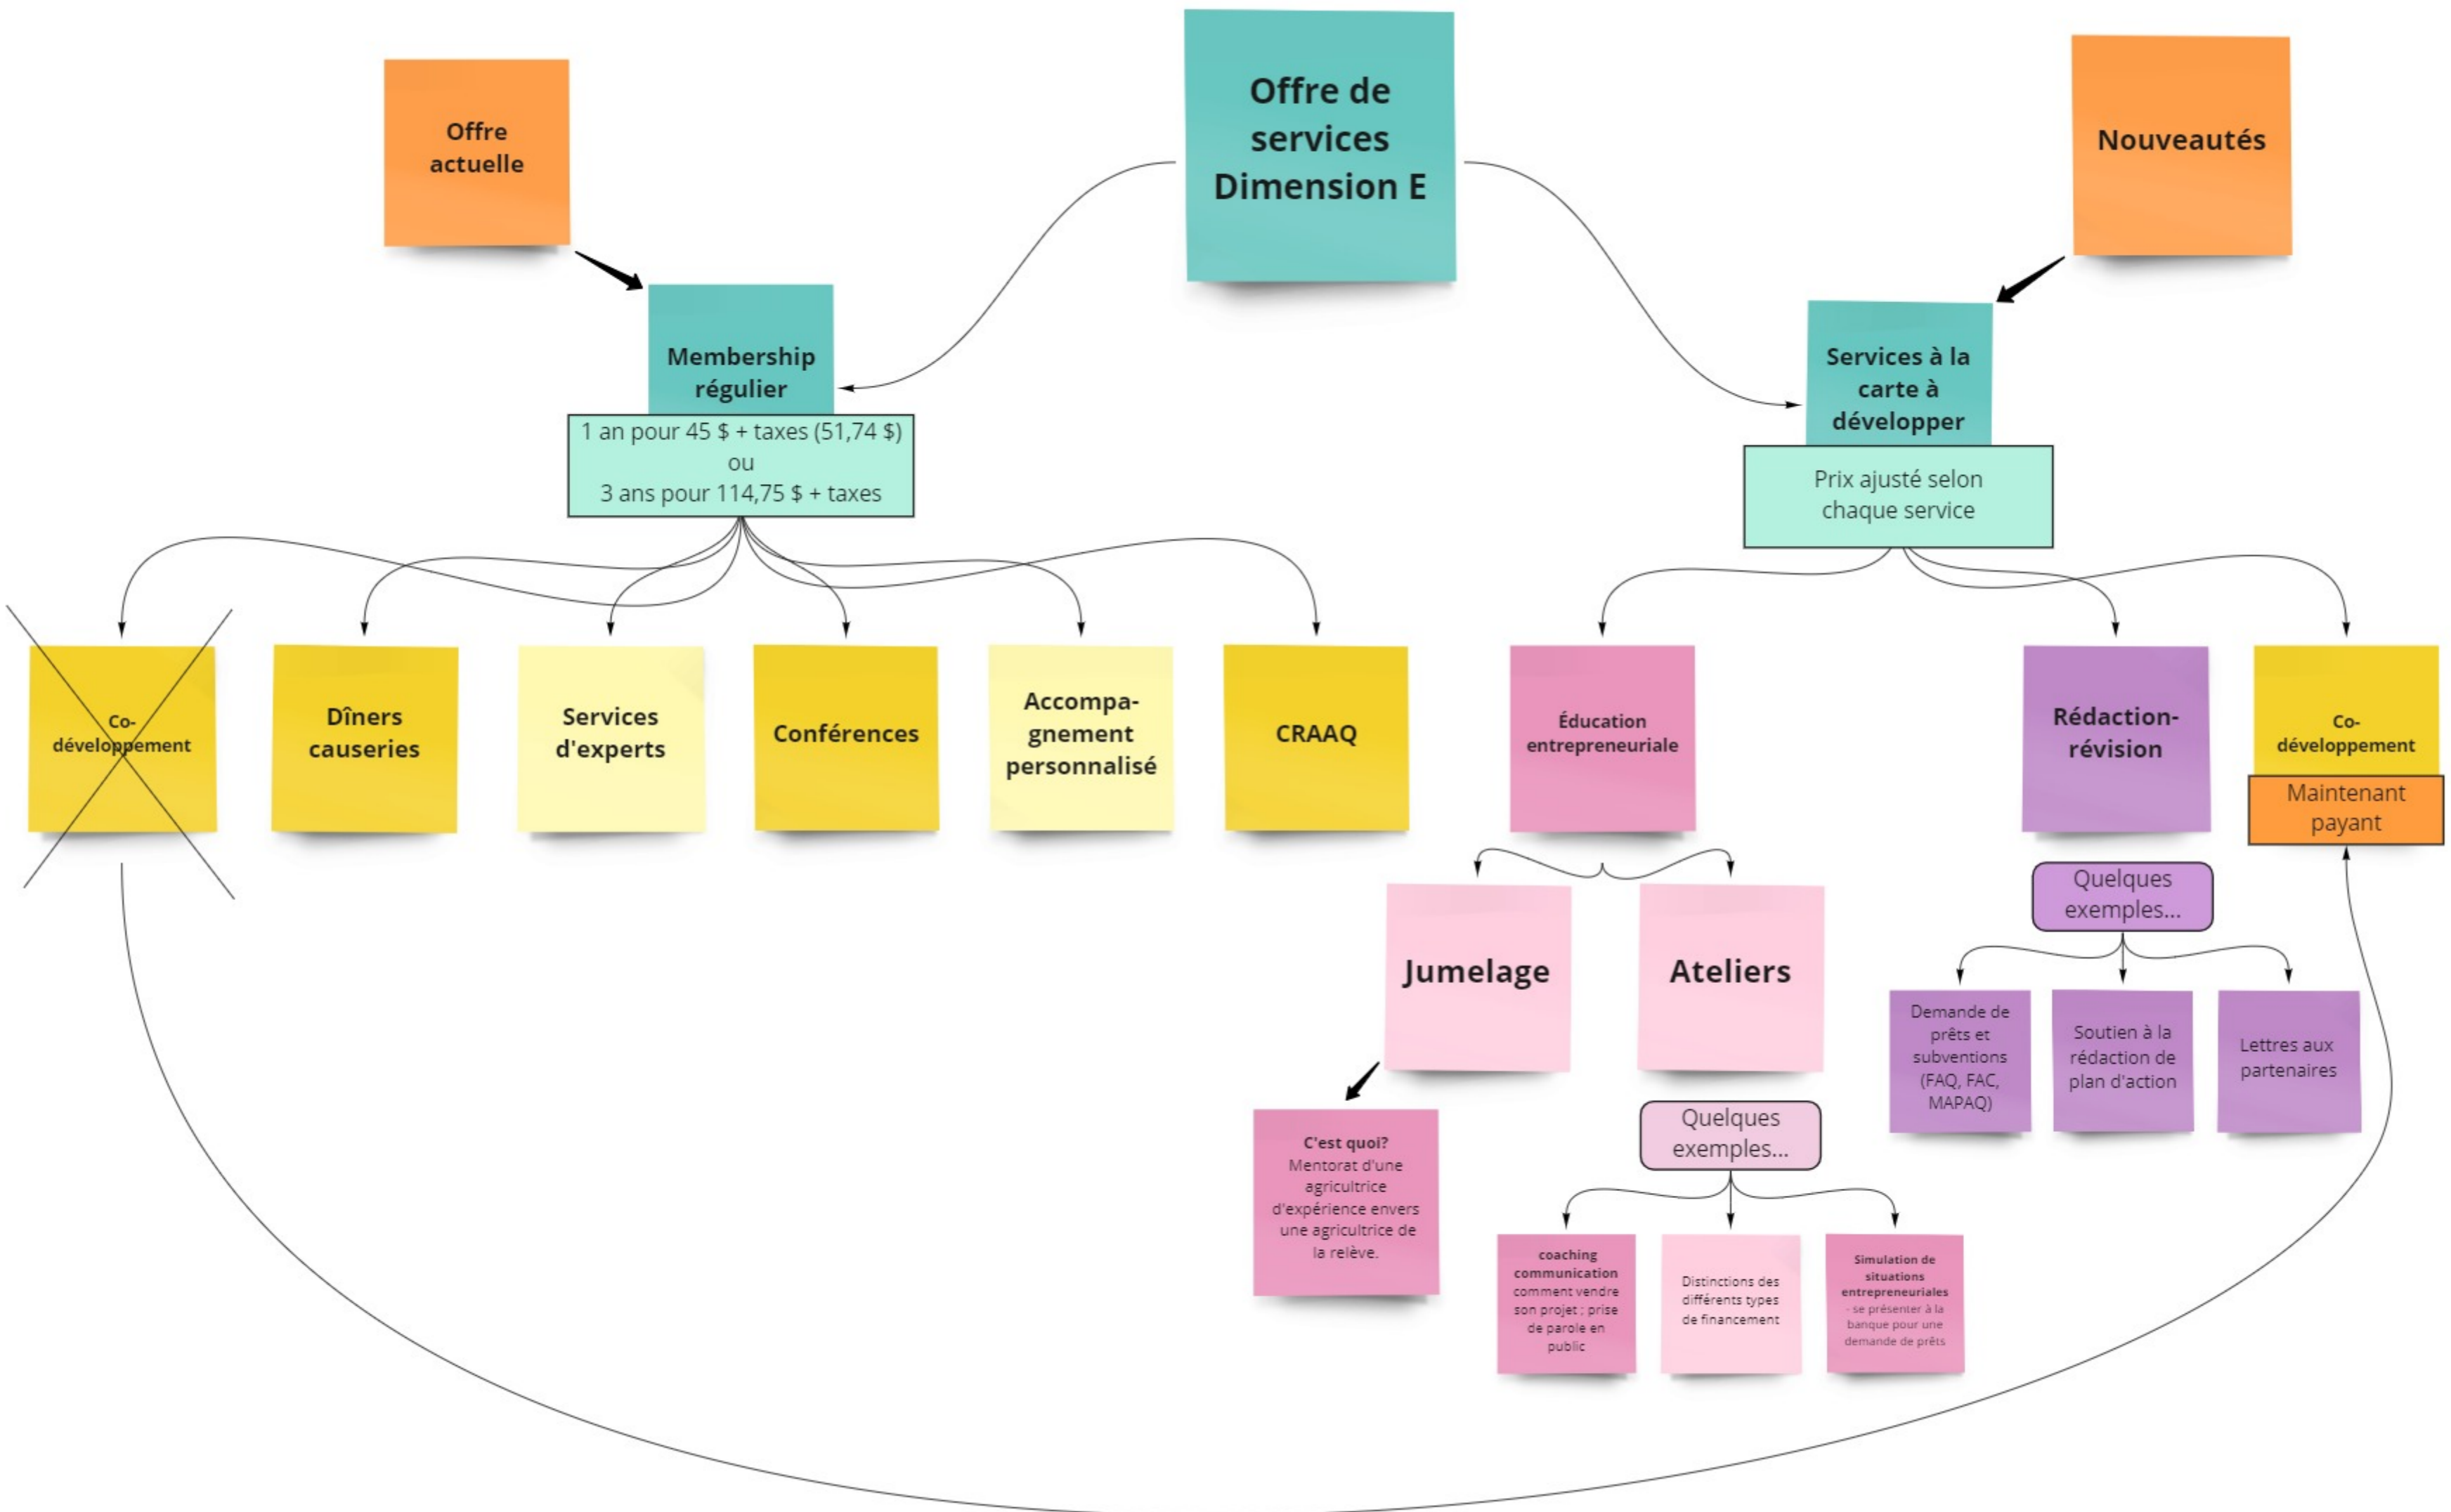 Offre de
services
Dimension E
Offre
actuelle
Nouveautés
Membership
régulier
1 an pour 45 $ + taxes (51,74 $)
ou
3 ans pour 114,75 $ + taxes
Services à la
carte à
développer
Prix ajusté selon
chaque service
Co-
développement
Dîners
causeries
Services
d'experts
Conférences
Accompa-
gnement
personnalisé
CRAAQ
Éducation
entrepreneuriale
Rédaction-
révision
Co-
développement
Maintenant
payant
Jumelage
Ateliers
Quelques
exemples...
Demande de
prêts et
subventions
(FAQ, FAC,
MAPAQ)
Soutien à la
rédaction de
plan d'action
Lettres aux
partenaires
C'est quoi?
Mentorat d'une
agricultrice
d'expérience envers
une agricultrice de
la relève.
Quelques
exemples...
coaching
communication
comment vendre
son projet ; prise
de parole en
public
Distinctions des
différents types
de financement
Simulation de
situations
entrepreneuriales
- se présenter à la
banque pour une
demande de prêts